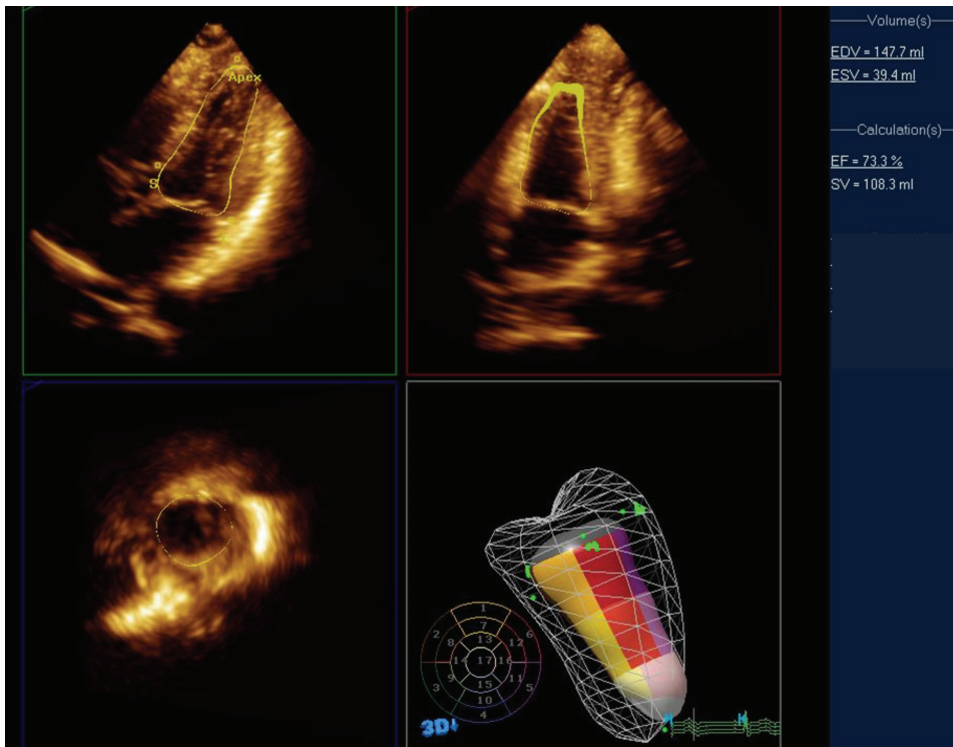 Apex
S
Volume(s)
EDV = 147.7 ml
ESV = 39.4 ml
Calculation(s)
EF = 73.3 %
SV = 108.3 ml
1
2 7 6
8 13 12
14 17 16
3 9 15 11 5
10
4
3D